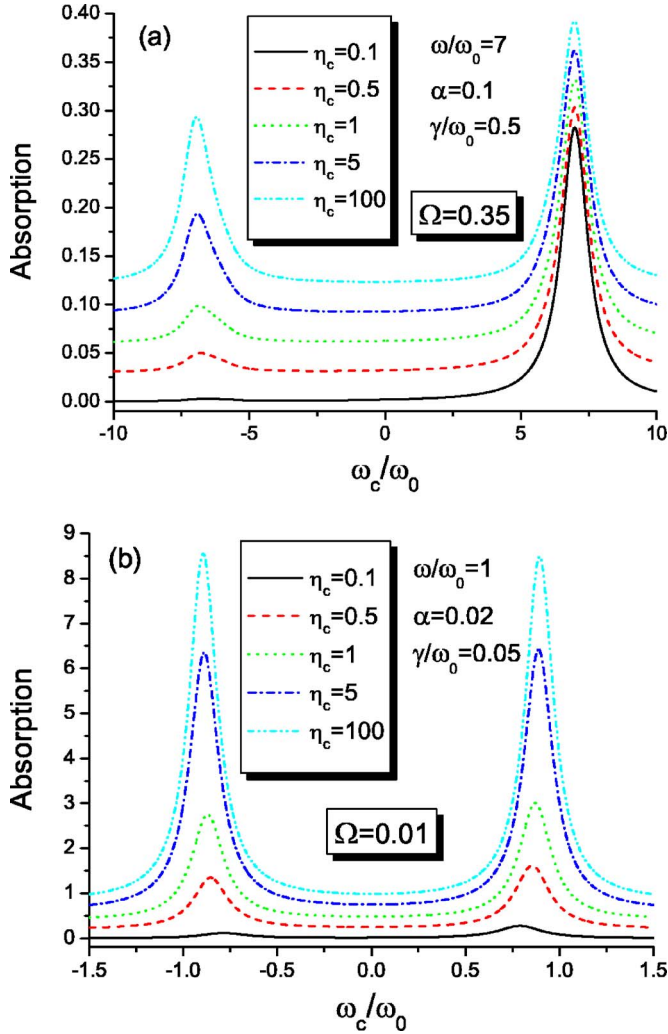 (a)
η_c=0.1
η_c=0.5
η_c=1
η_c=5
η_c=100
ω/ω_0=7
α=0.1
γ/ω_0=0.5
Ω=0.35
Absorption
0.40
0.35
0.30
0.25
0.20
0.15
0.10
0.05
0.00
-10 -5 0 5 10
ω_c/ω_0
(b)
η_c=0.1
η_c=0.5
η_c=1
η_c=5
η_c=100
ω/ω_0=1
α=0.02
γ/ω_0=0.05
Ω=0.01
Absorption
9
8
7
6
5
4
3
2
1
0
-1.5 -1.0 -0.5 0.0 0.5 1.0 1.5
ω_c/ω_0